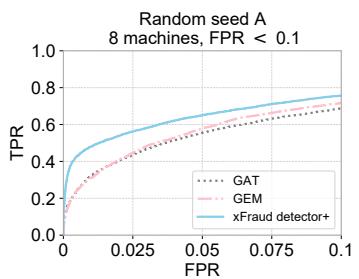 Random seed A
8 machines, FPR < 0.1
TPR
1.0
0.8
0.6
0.4
0.2
0.0
GAT
GEM
xFraud detector+
0 0.025 0.05 0.075 0.1
FPR